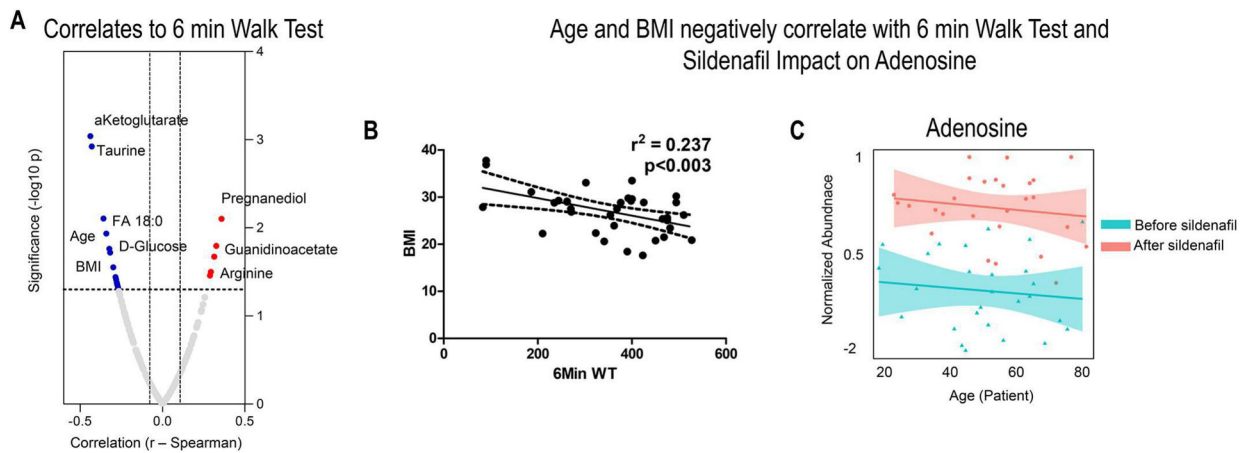 A
Correlates to 6 min Walk Test
Age and BMI negatively correlate with 6 min Walk Test and
Sildenafil Impact on Adenosine
4
3
2
1
0
Significance (-log10 p)
aKetoglutarate
Taurine
FA 18:0
Age
D-Glucose
BMI
Pregnanediol
Guanidinoacetate
Arginine
-0.5
0.0
0.5
Correlation (r – Spearman)
B
r² = 0.237
p<0.003
40
30
20
10
0
BMI
0
200
400
600
6Min WT
C
Adenosine
1
0.5
-2
Normalized Abundnace
20
40
60
80
Age (Patient)
Before sildenafil
After sildenafil